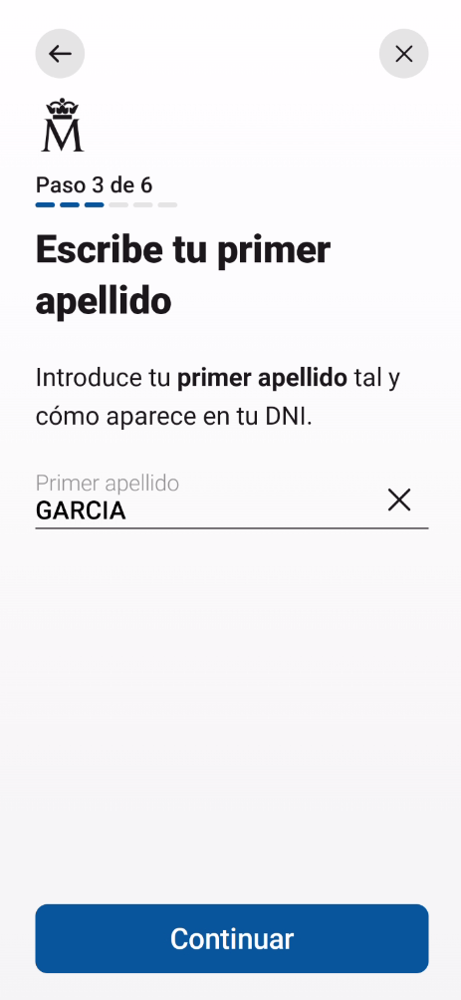 M
Paso 3 de 6
Escribe tu primer
apellido
Introduce tu primer apellido tal y
cómo aparece en tu DNI.
Primer apellido
GARCIA
Continuar